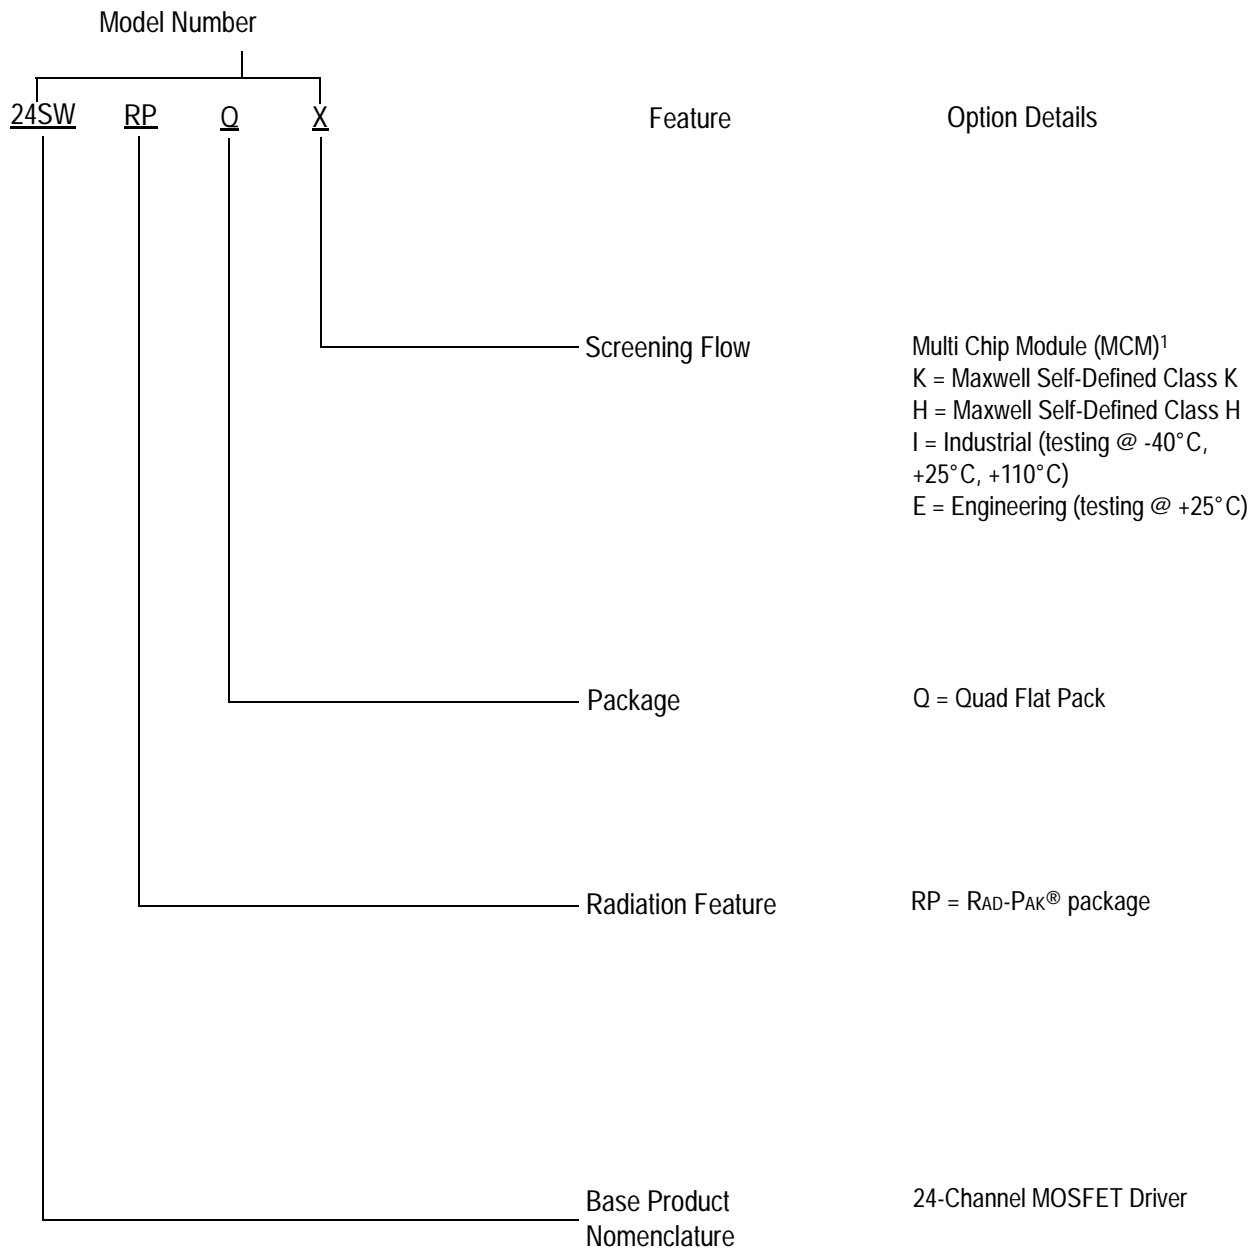 Model Number
24SW RP Q X Feature Option Details
Screening Flow Multi Chip Module (MCM)1
K = Maxwell Self-Defined Class K
H = Maxwell Self-Defined Class H
I = Industrial (testing @ -40°C,
+25°C, +110°C)
E = Engineering (testing @ +25°C)
Package Q = Quad Flat Pack
Radiation Feature RP = RAD-PAK® package
Base Product 24-Channel MOSFET Driver
Nomenclature